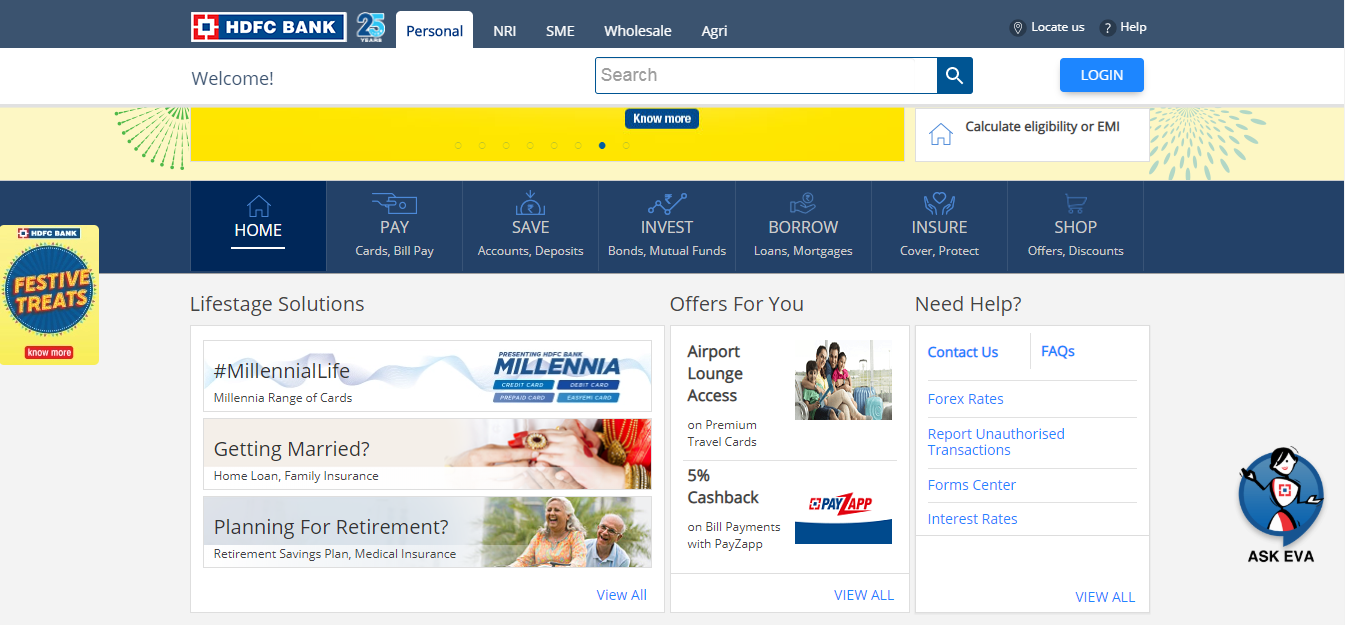 HDFC BANK
25
YEARS
Personal
NRI
SME
Wholesale
Agri
Locate us
? Help
Welcome!
Search
LOGIN
Know more
Calculate eligibility or EMI
HOME
PAY
Cards, Bill Pay
SAVE
Accounts, Deposits
INVEST
Bonds, Mutual Funds
BORROW
Loans, Mortgages
INSURE
Cover, Protect
SHOP
Offers, Discounts
HDFC BANK
FESTIVE
TREATS
know more
Lifestage Solutions
#MillennialLife
Millennia Range of Cards
PRESENTING HDFC BANK
MILLENNIA
CREDIT CARD
DEBIT CARD
PREPAID CARD
EASYEMI CARD
Getting Married?
Home Loan, Family Insurance
Planning For Retirement?
Retirement Savings Plan, Medical Insurance
View All
Offers For You
Airport
Lounge
Access
on Premium
Travel Cards
5%
Cashback
on Bill Payments
with PayZapp
PAYZAPP
VIEW ALL
Need Help?
Contact Us
FAQs
Forex Rates
Report Unauthorised
Transactions
Forms Center
Interest Rates
VIEW ALL
ASK EVA